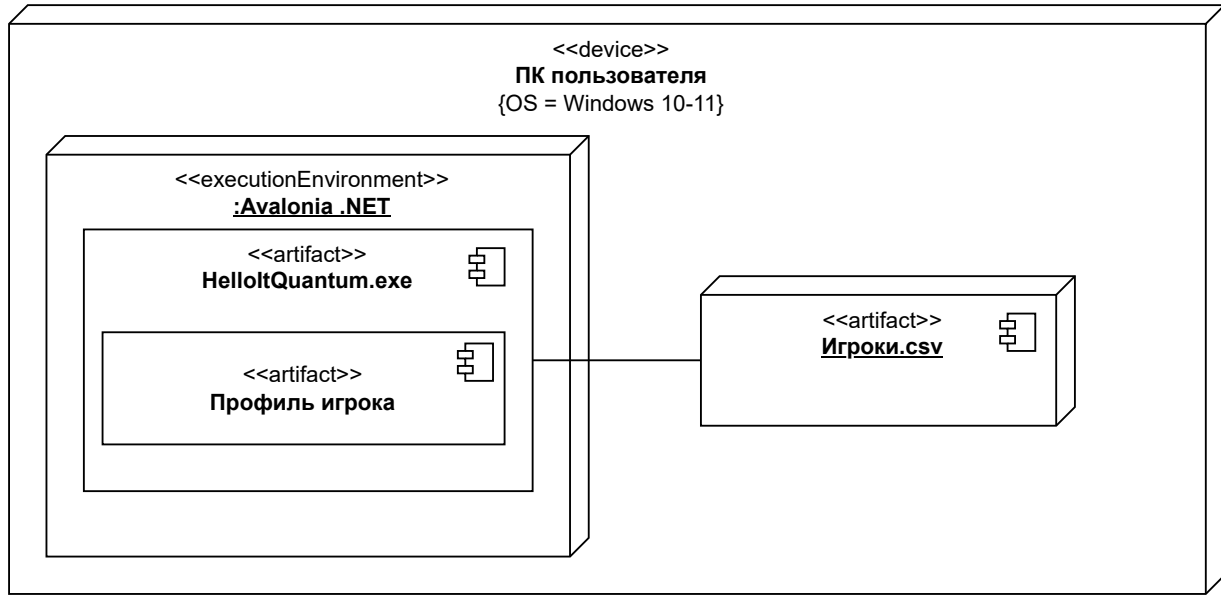 <<device>>
ПК пользователя
{OS = Windows 10-11}
<<executionEnvironment>>
:Avalonia .NET
<<artifact>>
HelloItQuantum.exe
<<artifact>>
Профиль игрока
<<artifact>>
Игроки.csv